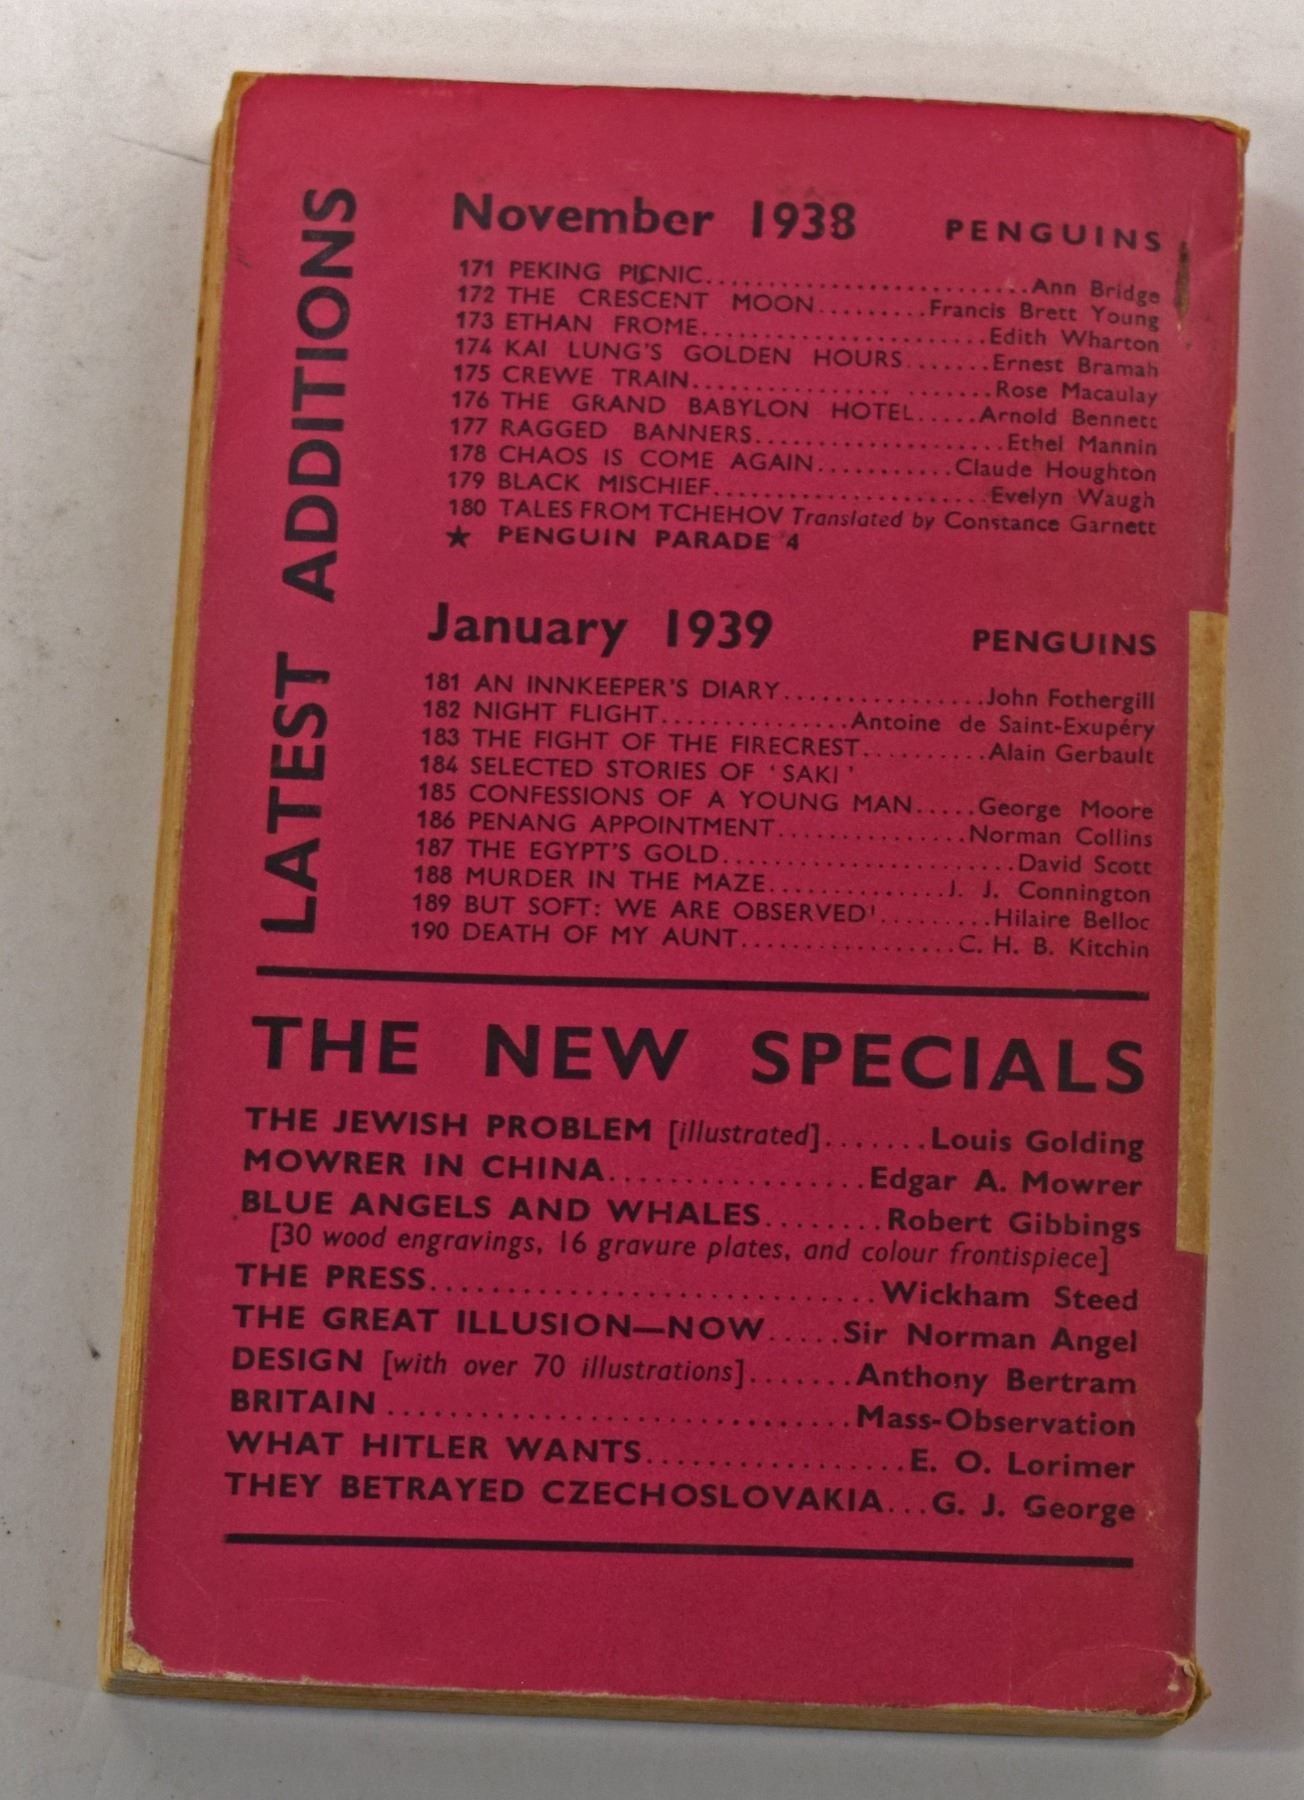 LATEST ADDITIONS
November 1938 PENGUINS
171 PEKING PICNIC..............................Ann Bridge
172 THE CRESCENT MOON.........Francis Brett Young
173 ETHAN FROME........................Edith Wharton
174 KAI LUNG'S GOLDEN HOURS.......Ernest Bramah
175 CREWE TRAIN................. .......Rose Macaulay
176 THE GRAND BABYLON HOTEL.....Arnold Bennett
177 RAGGED BANNERS.....................Ethel Mannin
178 CHAOS IS COME AGAIN...........Claude Houghton
179 BLACK MISCHIEF.......................Evelyn Waugh
180 TALES FROM TCHEHOV Translated by Constance Garnett
★ PENGUIN PARADE 4
January 1939 PENGUINS
181 AN INNKEEPER'S DIARY................John Fothergill
182 NIGHT FLIGHT...............Antoine de Saint-Exupéry
183 THE FIGHT OF THE FIRECREST..........Alain Gerbault
184 SELECTED STORIES OF 'SAKI'
185 CONFESSIONS OF A YOUNG MAN.....George Moore
186 PENANG APPOINTMENT...............Norman Collins
187 THE EGYPT'S GOLD.......................David Scott
188 MURDER IN THE MAZE..............J. J. Connington
189 BUT SOFT: WE ARE OBSERVED'.........Hilaire Belloc
190 DEATH OF MY AUNT.................C. H. B. Kitchin
THE NEW SPECIALS
THE JEWISH PROBLEM [illustrated].......Louis Golding
MOWRER IN CHINA.................Edgar A. Mowrer
BLUE ANGELS AND WHALES........Robert Gibbings
[30 wood engravings, 16 gravure plates, and colour frontispiece]
THE PRESS..............................Wickham Steed
THE GREAT ILLUSION—NOW.....Sir Norman Angel
DESIGN [with over 70 illustrations].......Anthony Bertram
BRITAIN ..............................Mass-Observation
WHAT HITLER WANTS.................E. O. Lorimer
THEY BETRAYED CZECHOSLOVAKIA...G. J. George